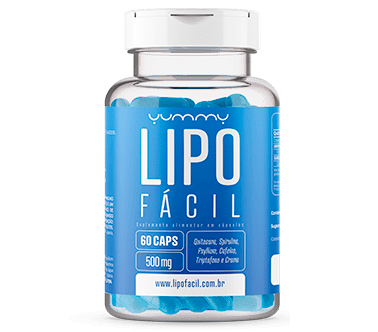 yummy
LIPO
FÁCIL
Suplemento alimentar em cápsulas
60 CAPS
500 mg
Quitosana, Spirulina,
Psyllium, Cafeína,
Triptofano e Cromo
www.lipofacil.com.br